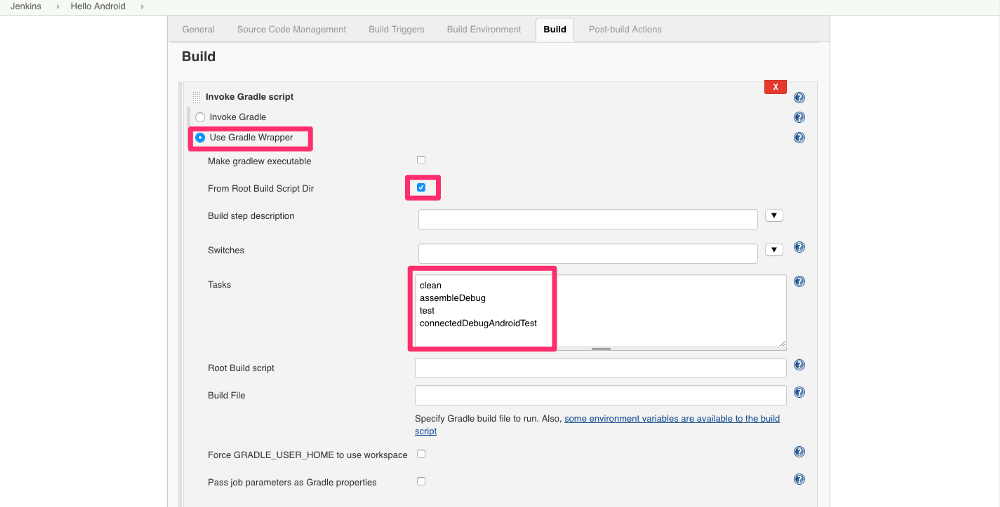 Jenkins › Hello Android ›
General Source Code Management Build Triggers Build Environment Build Post-build Actions
Build
X
Invoke Gradle script ?
Invoke Gradle ?
Use Gradle Wrapper ?
Make gradlew executable
From Root Build Script Dir
Build step description
Switches ?
Tasks ?
clean
assembleDebug
test
connectedDebugAndroidTest
Root Build script ?
Build File ?
Specify Gradle build file to run. Also, some environment variables are available to the build
script
Force GRADLE_USER_HOME to use workspace ?
Pass job parameters as Gradle properties ?